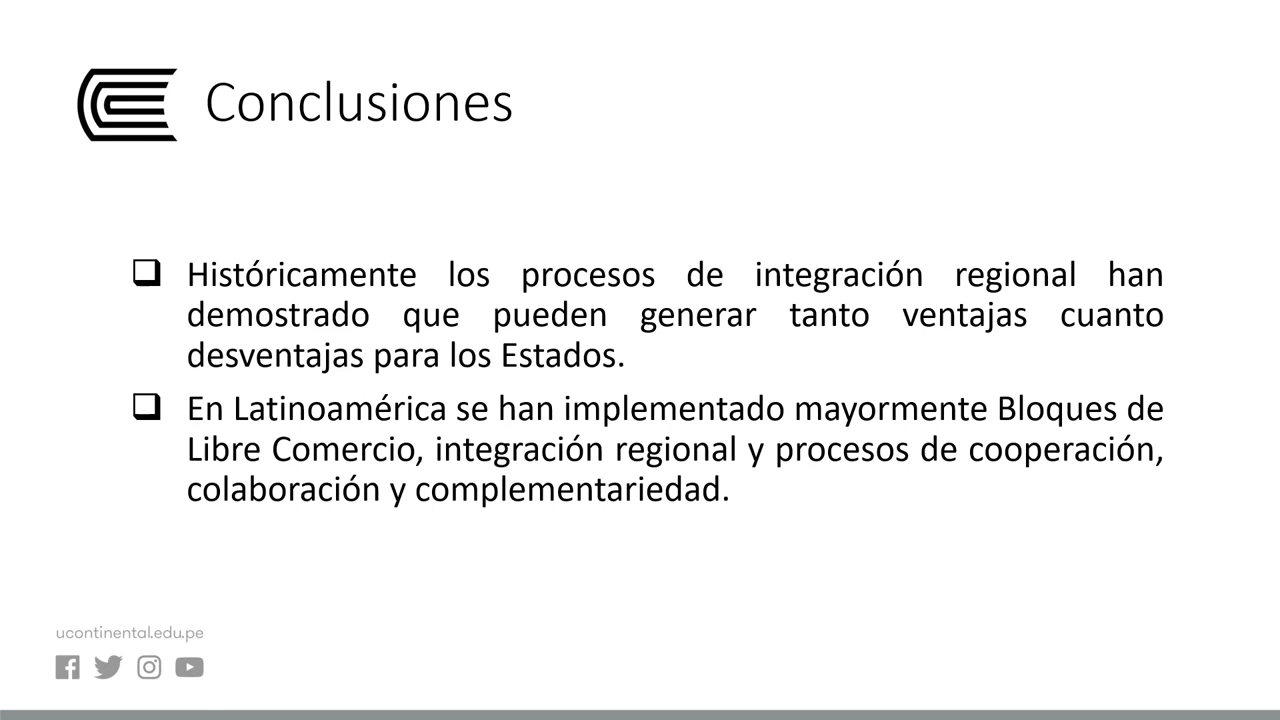 Conclusiones
Históricamente los procesos de integración regional han
demostrado que pueden generar tanto ventajas cuanto
desventajas para los Estados.
En Latinoamérica se han implementado mayormente Bloques de
Libre Comercio, integración regional y procesos de cooperación,
colaboración y complementariedad.
ucontinental.edu.pe